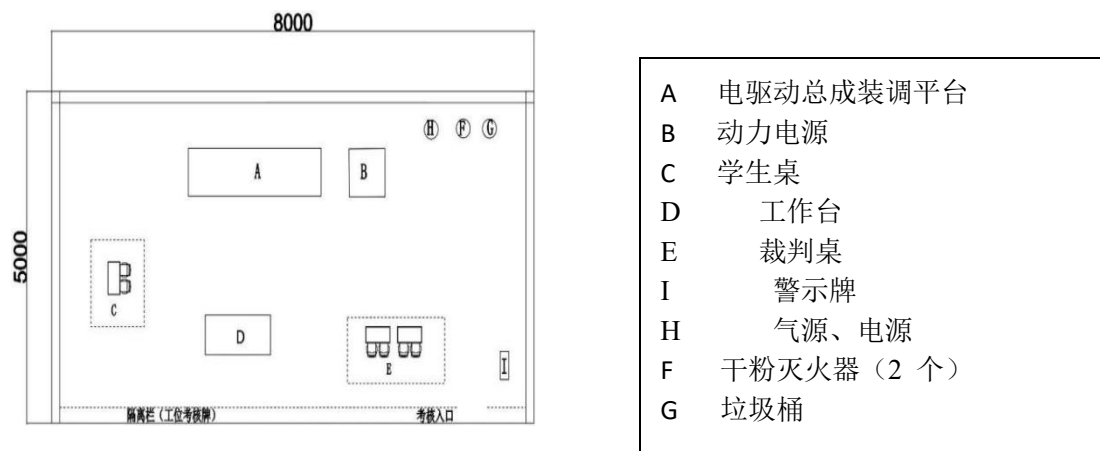 8000
5000
H F G
A B
C
D
E
I
隔离栏（工位考核牌） 考核入口
A 电驱动总成装调平台
B 动力电源
C 学生桌
D 工作台
E 裁判桌
I 警示牌
H 气源、电源
F 干粉灭火器（2 个）
G 垃圾桶